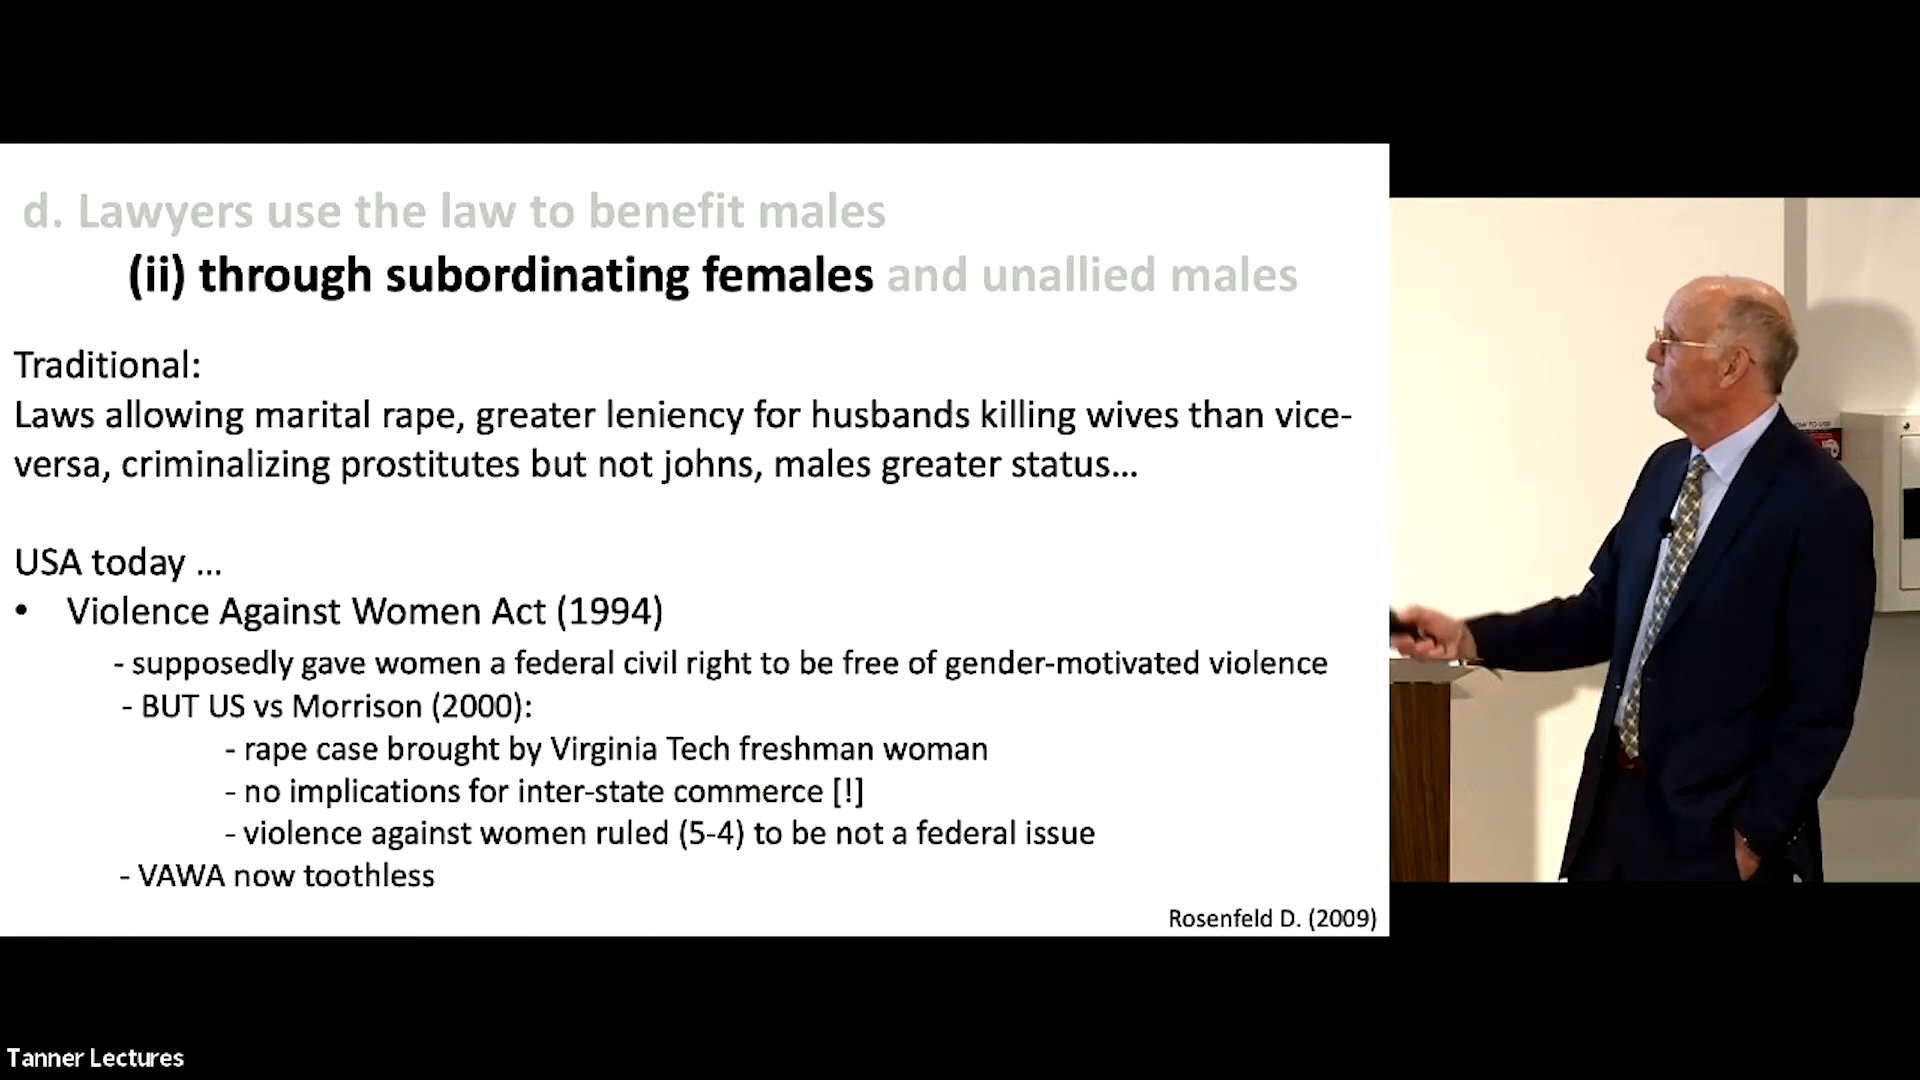 d. Lawyers use the law to benefit males
(ii) through subordinating females and unallied males
Traditional:
Laws allowing marital rape, greater leniency for husbands killing wives than vice-
versa, criminalizing prostitutes but not johns, males greater status...
USA today ...
• Violence Against Women Act (1994)
- supposedly gave women a federal civil right to be free of gender-motivated violence
- BUT US vs Morrison (2000):
- rape case brought by Virginia Tech freshman woman
- no implications for inter-state commerce [!]
- violence against women ruled (5-4) to be not a federal issue
- VAWA now toothless
Rosenfeld D. (2009)
Tanner Lectures